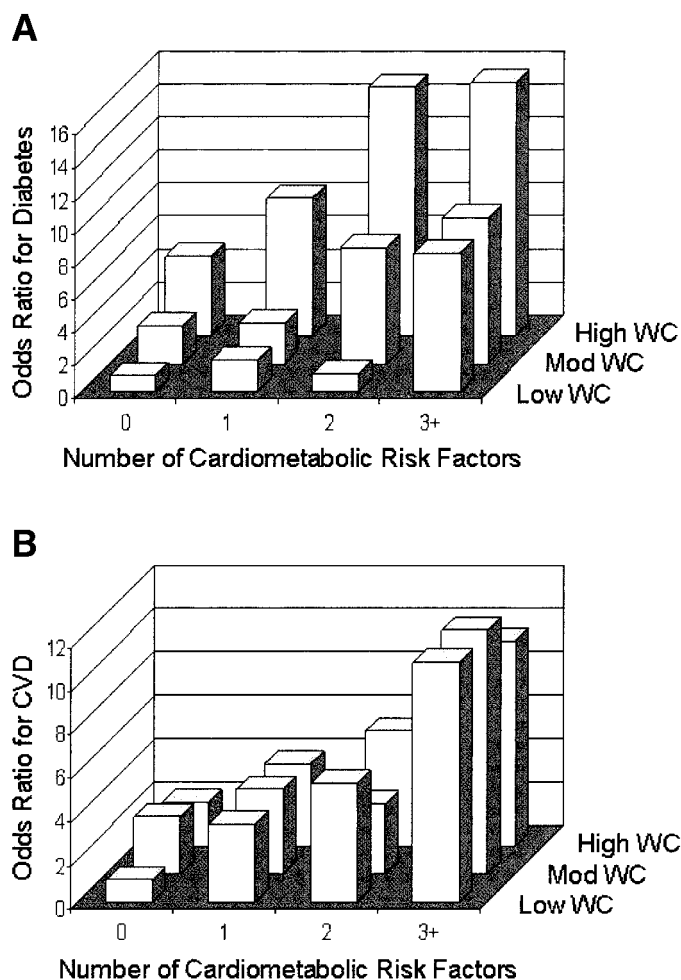 A
Odds Ratio for Diabetes
16
14
12
10
8
6
4
2
0
High WC
Mod WC
Low WC
0 1 2 3+
Number of Cardiometabolic Risk Factors
B
Odds Ratio for CVD
12
10
8
6
4
2
0
High WC
Mod WC
Low WC
0 1 2 3+
Number of Cardiometabolic Risk Factors